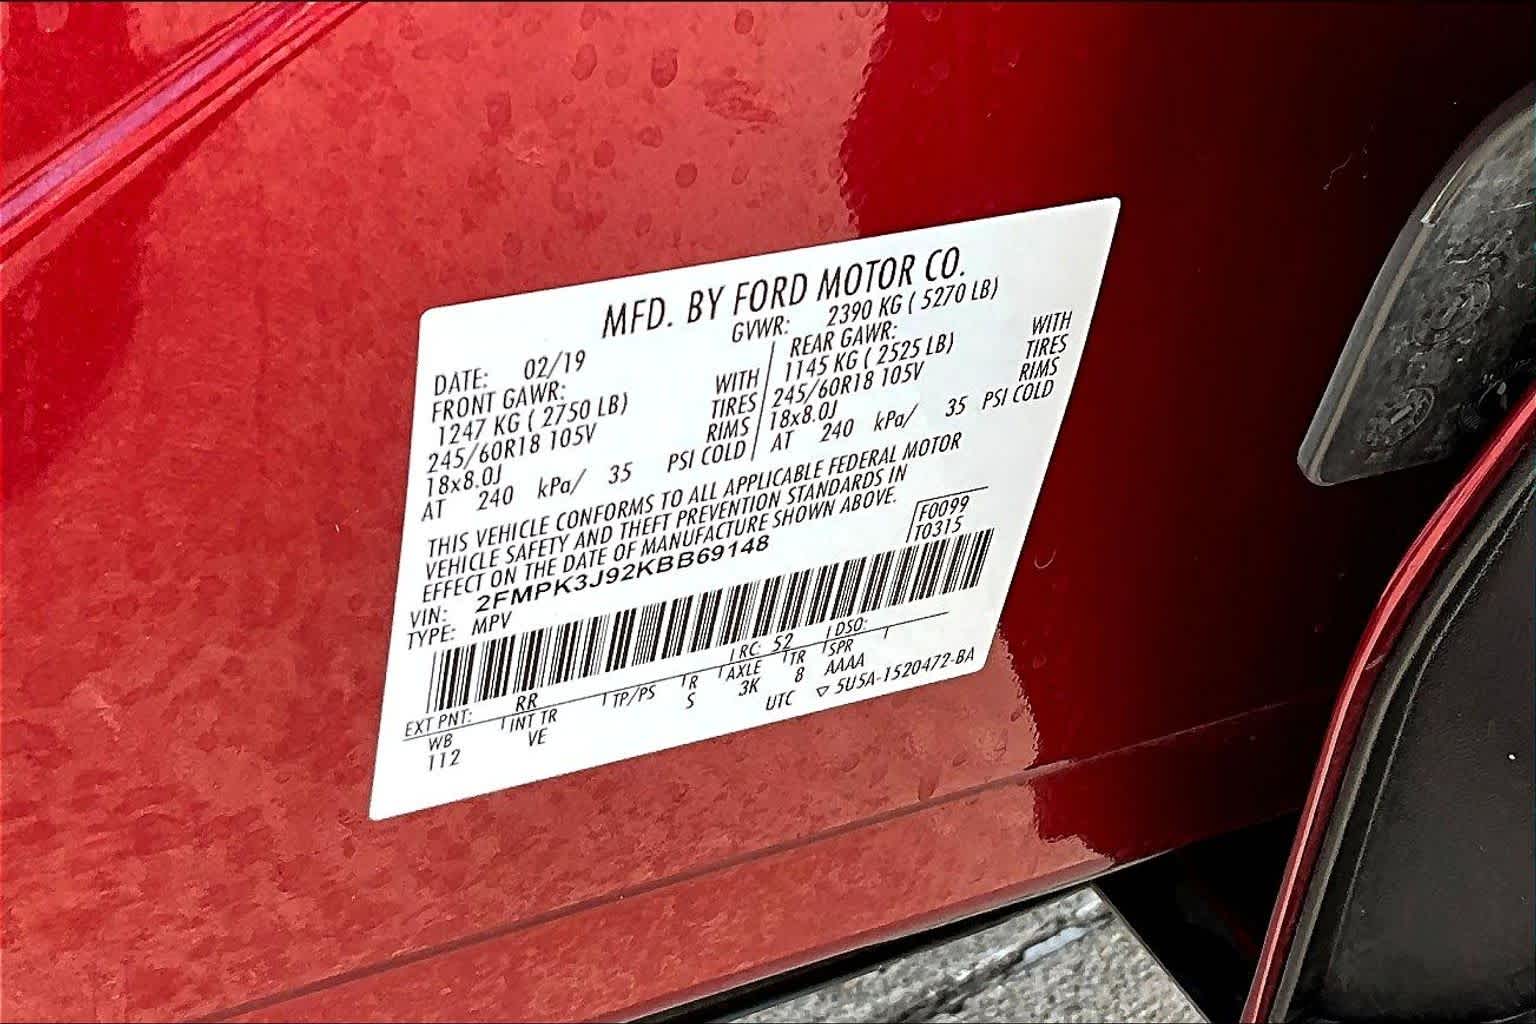 MFD. BY FORD MOTOR CO.
DATE: 02/19 GVWR: 2390 KG ( 5270 LB)
FRONT GAWR: REAR GAWR:
1247 KG ( 2750 LB) WITH 1145 KG ( 2525 LB) WITH
245/60R18 105V TIRES 245/60R18 105V TIRES
18x8.0J RIMS 18x8.0J RIMS
AT 240 kPa/ 35 PSI COLD AT 240 kPa/ 35 PSI COLD
THIS VEHICLE CONFORMS TO ALL APPLICABLE FEDERAL MOTOR
VEHICLE SAFETY AND THEFT PREVENTION STANDARDS IN
EFFECT ON THE DATE OF MANUFACTURE SHOWN ABOVE.
F0099
VIN: 2FMPK3J92KBB69148 T0315
TYPE: MPV
EXT PNT: RR RC: 52 DSO:
WB INT TR TP/PS R AXLE TR SPR
112 VE S 3K 8 AAAA
UTC ▽ 5U5A-1520472-BA